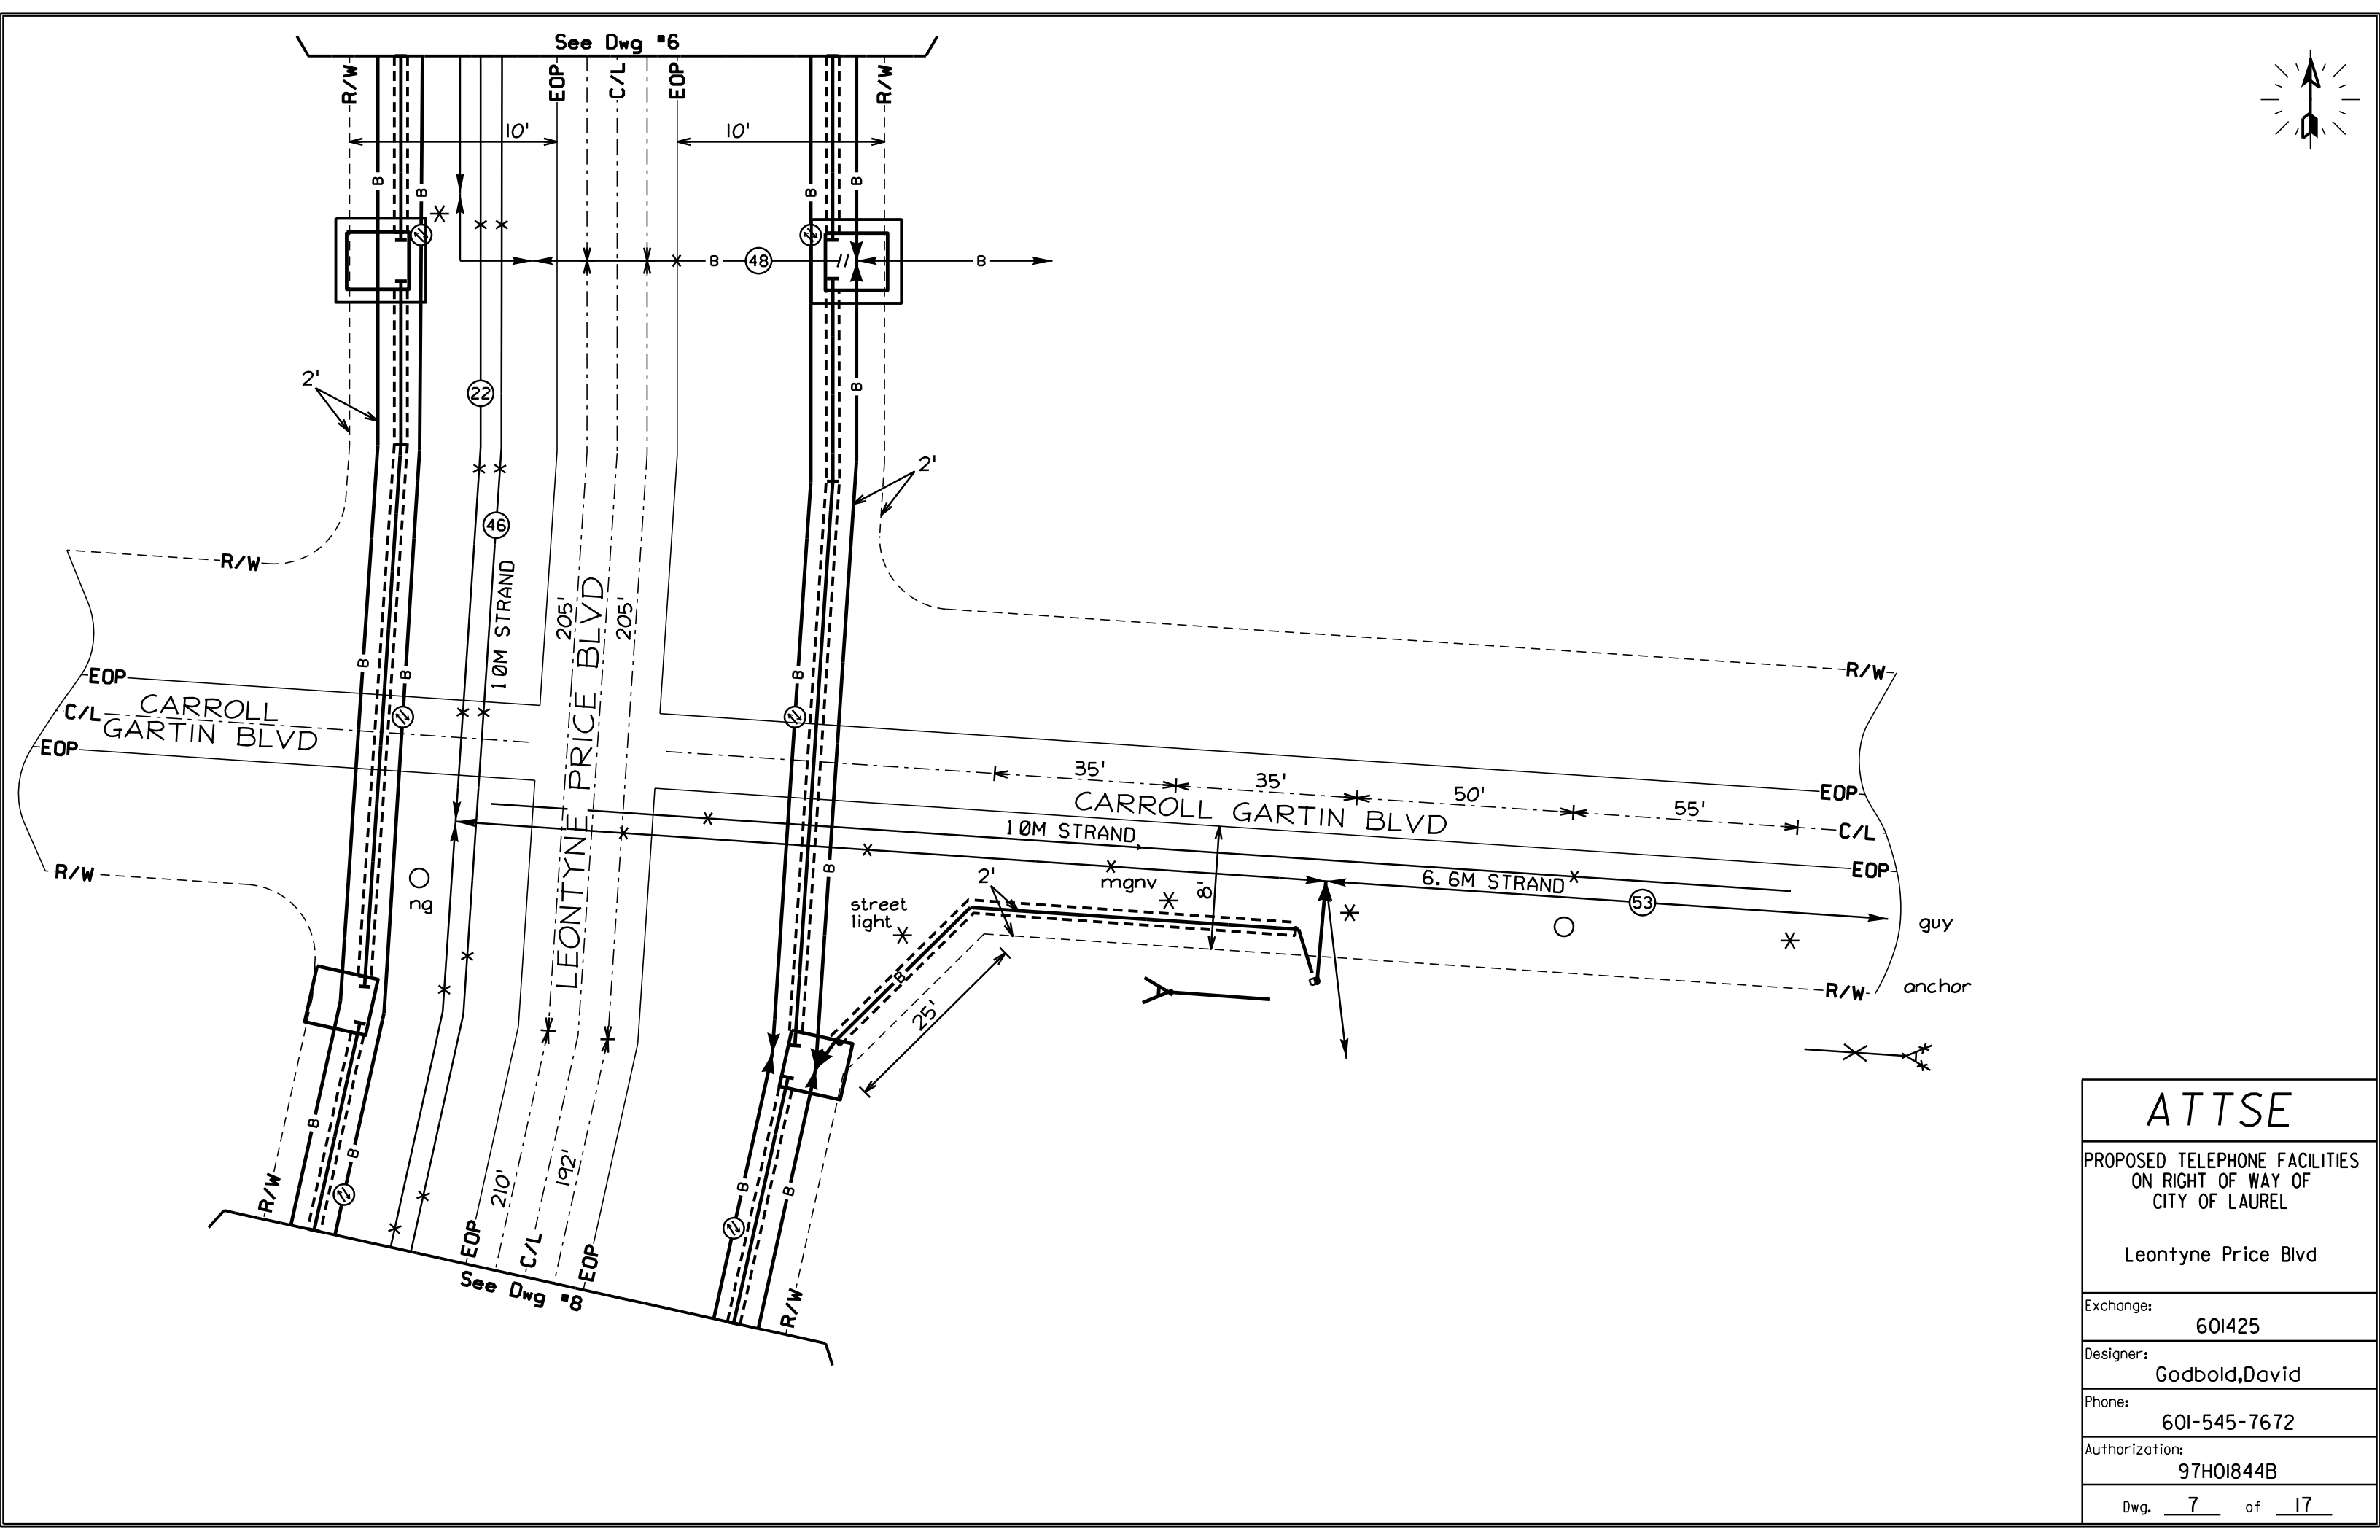 See Dwg #6
R/W
EOP
C/L
EOP
R/W
10'
10'
B
B
B
B
B
48
B
2'
22
B
2'
46
10M STRAND
R/W
205'
205'
LEONTYNE PRICE BLVD
R/W
B
B
B
EOP
C/L
CARROLL
GARTIN BLVD
EOP
35'
35'
50'
55'
EOP
CARROLL GARTIN BLVD
C/L
10M STRAND
EOP
B
R/W
ng
mgnv
2'
8'
6.6M STRAND
53
street
light
guy
B
25'
R/W
anchor
B
B
R/W
210'
192'
B
B
EOP
C/L
EOP
R/W
See Dwg #8
ATTSE
PROPOSED TELEPHONE FACILITIES
ON RIGHT OF WAY OF
CITY OF LAUREL
Leontyne Price Blvd
Exchange:
601425
Designer:
Godbold,David
Phone:
601-545-7672
Authorization:
97H01844B
Dwg. 7 of 17